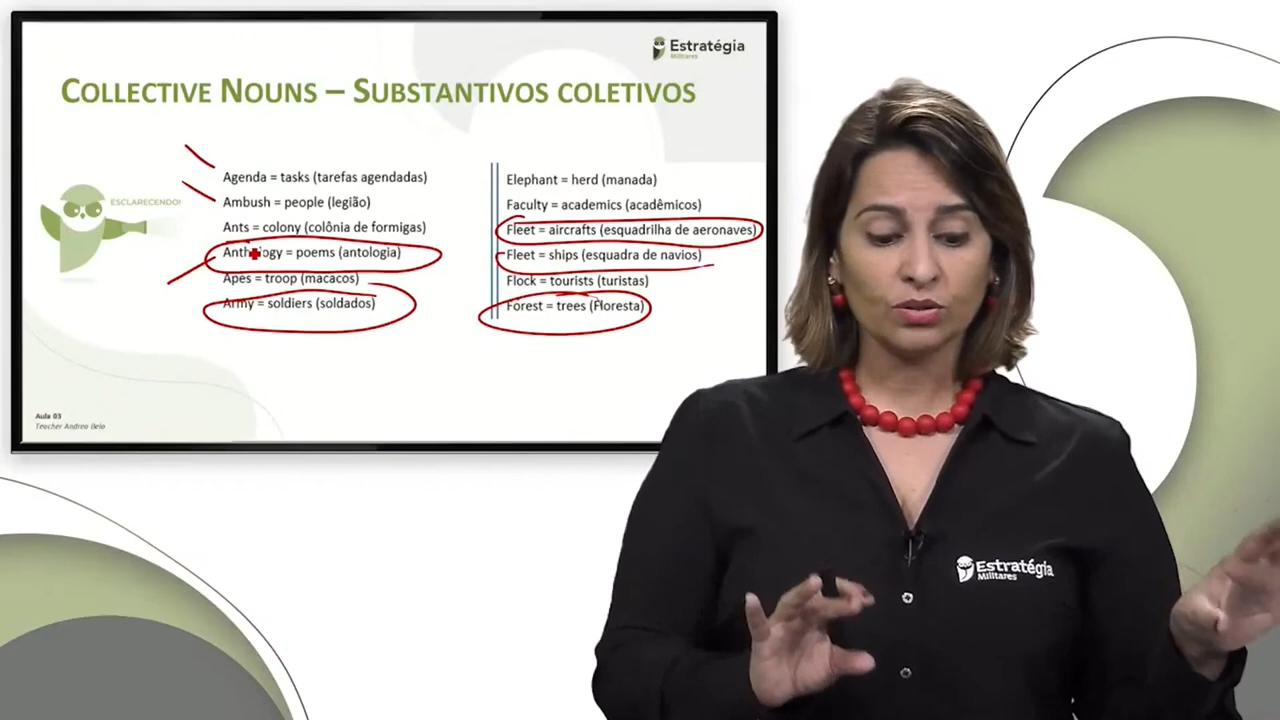 Estratégia
Militares
COLLECTIVE NOUNS – SUBSTANTIVOS COLETIVOS
ESCLARECENDO!
Agenda = tasks (tarefas agendadas)
Ambush = people (legião)
Ants = colony (colônia de formigas)
Anthology = poems (antologia)
Apes = troop (macacos)
Army = soldiers (soldados)
Elephant = herd (manada)
Faculty = academics (acadêmicos)
Fleet = aircrafts (esquadrilha de aeronaves)
Fleet = ships (esquadra de navios)
Flock = tourists (turistas)
Forest = trees (Floresta)
Aula 03
Teacher Andrea Belo
Estratégia
Militares